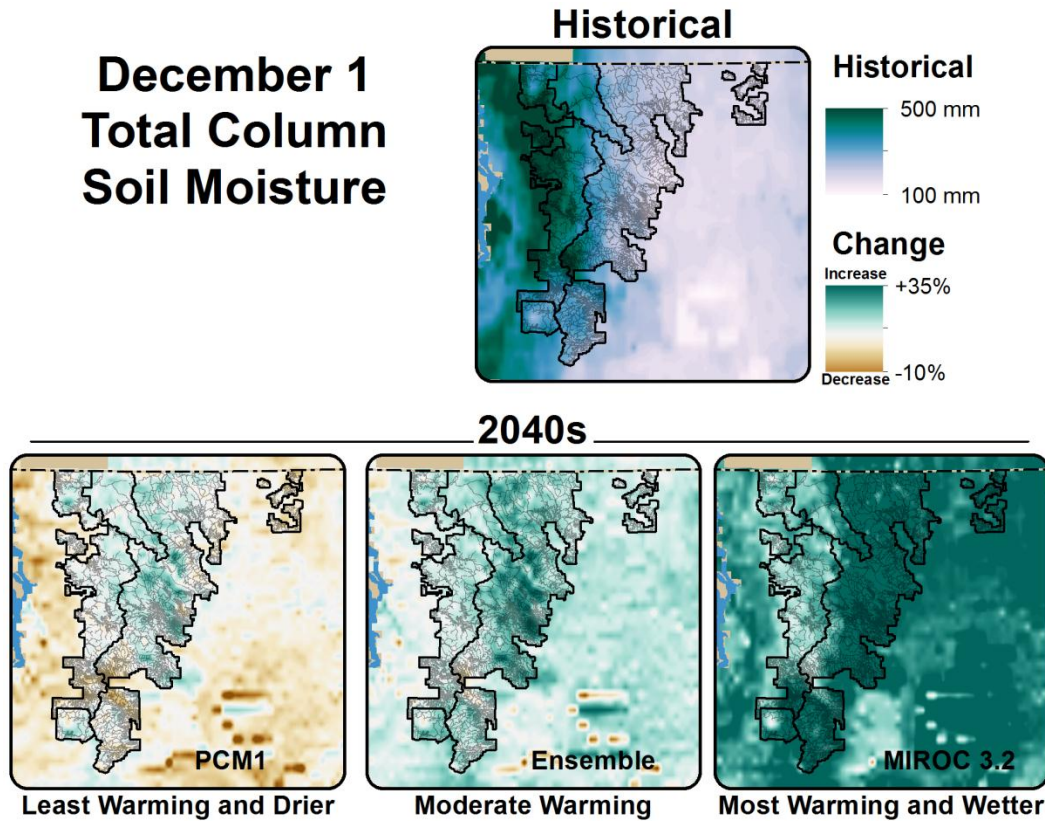 Historical
December 1
Total Column
Soil Moisture
Historical
500 mm
100 mm
Change
Increase
+35%
Decrease
-10%
2040s
PCM1
Ensemble
MIROC 3.2
Least Warming and Drier
Moderate Warming
Most Warming and Wetter